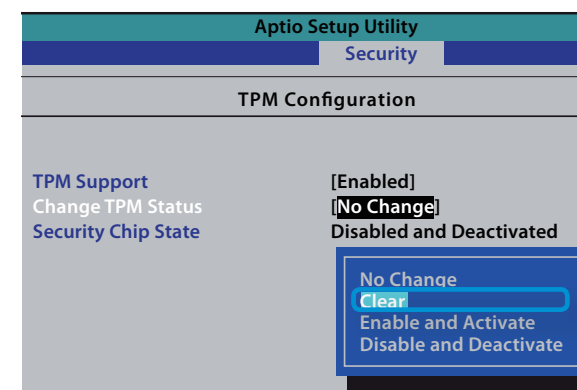 Aptio Setup Utility
Security
TPM Configuration
TPM Support [Enabled]
Change TPM Status [No Change]
Security Chip State Disabled and Deactivated
No Change
Clear
Enable and Activate
Disable and Deactivate